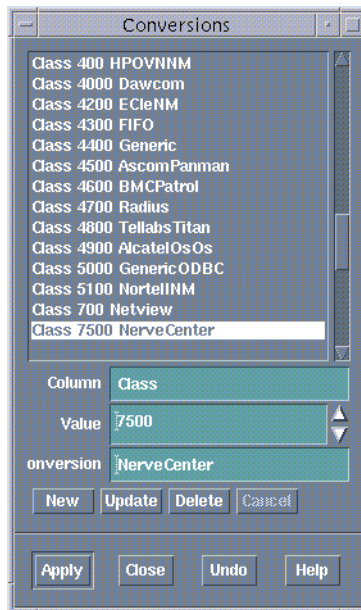 Conversions
Class 400 HPOVNNM
Class 4000 Dawcom
Class 4200 ECIeNM
Class 4300 FIFO
Class 4400 Generic
Class 4500 AscomPanman
Class 4600 BMCPatrol
Class 4700 Radius
Class 4800 TellabsTitan
Class 4900 AlcatelOsOs
Class 5000 GenericODBC
Class 5100 NortelINM
Class 700 Netview
Class 7500 NerveCenter
Column Class
Value 7500
onversion NerveCenter
New Update Delete Cancel
Apply Close Undo Help